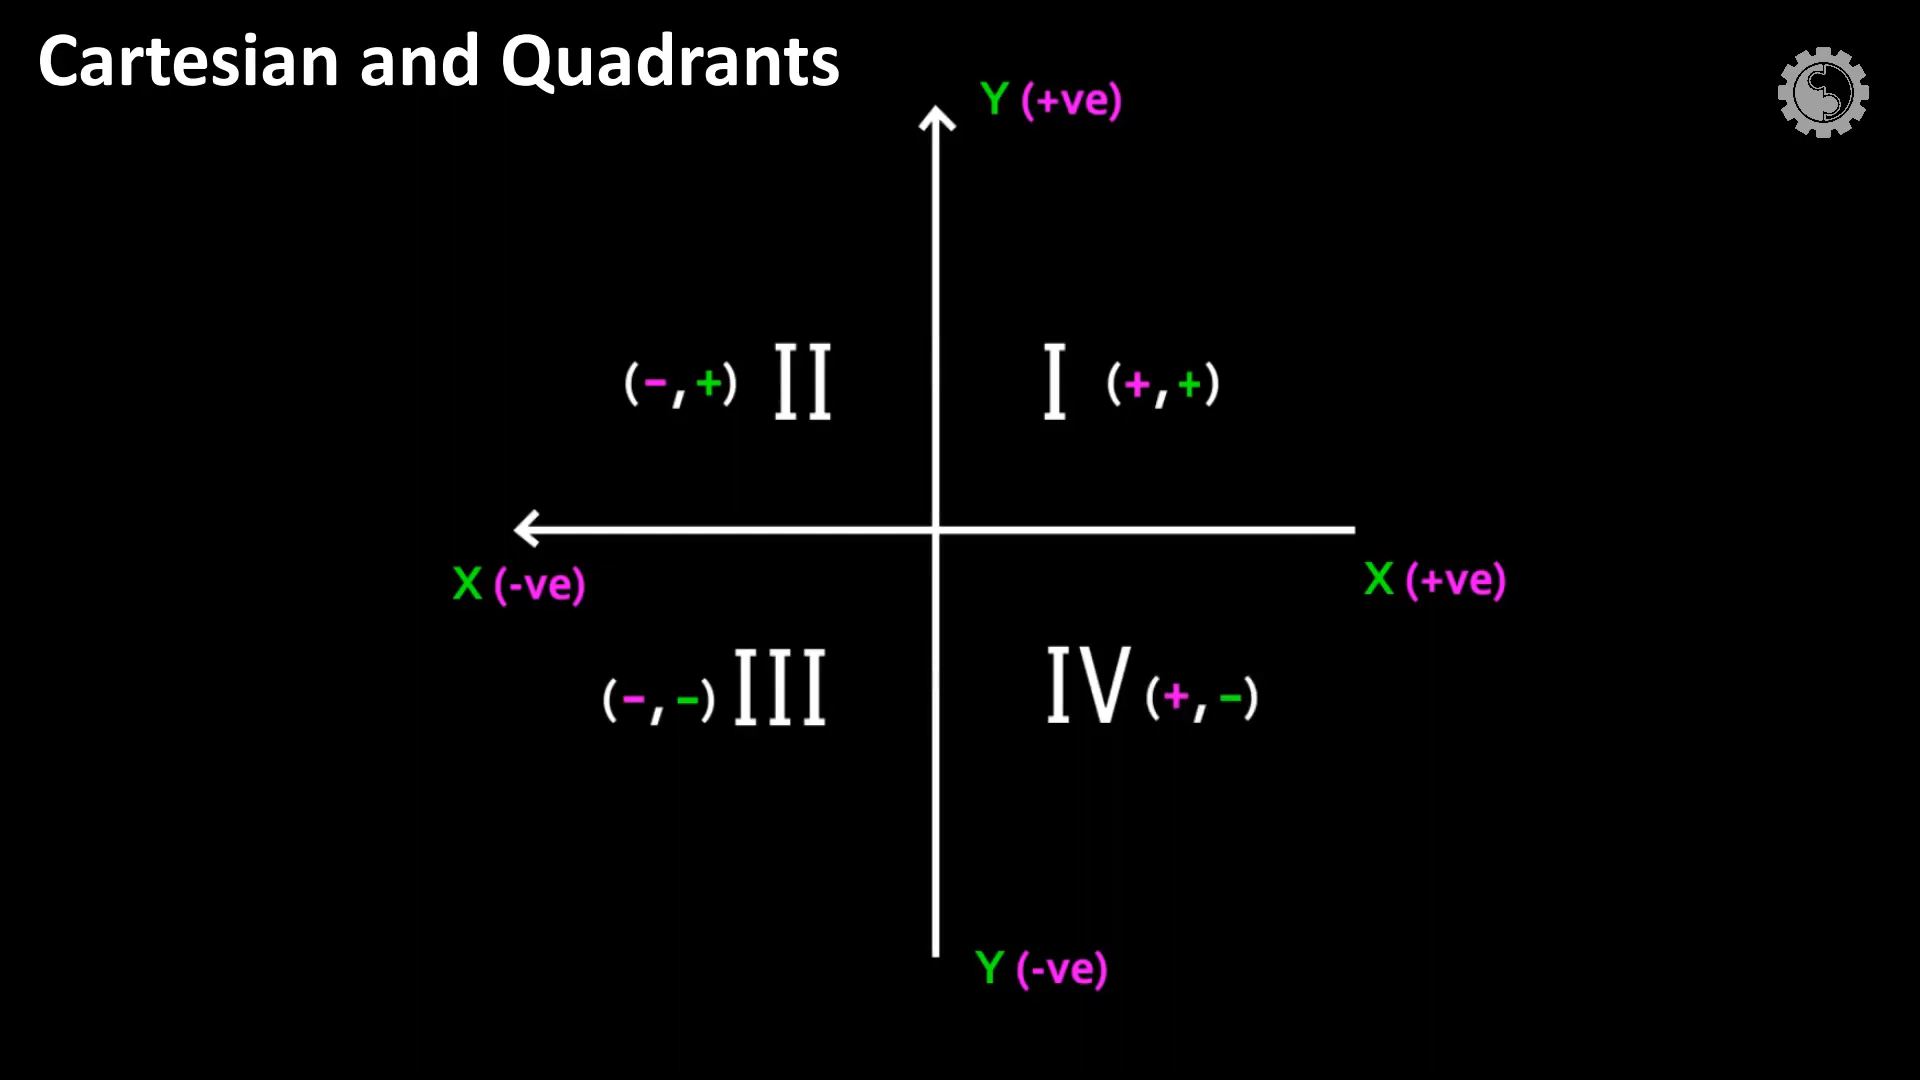 Cartesian and Quadrants
Y (+ve)
(-,+) II
I (+,+)
X (-ve)
X (+ve)
(-,-) III
IV (+,-)
Y (-ve)